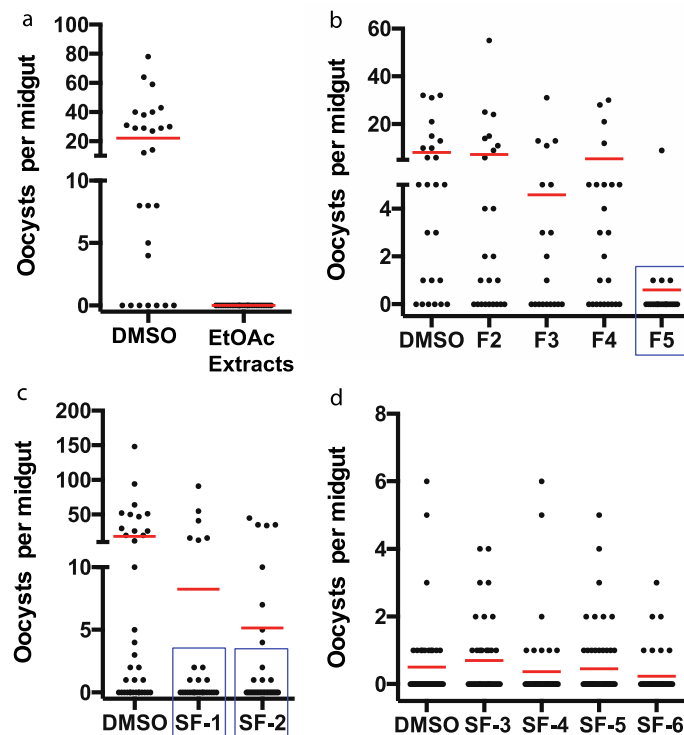 a
Oocysts per midgut
100
80
60
40
20
10
5
0
DMSO EtOAc
Extracts
b
Oocysts per midgut
60
20
4
2
0
DMSO F2 F3 F4 F5
c
Oocysts per midgut
200
150
100
50
10
5
0
DMSO SF-1 SF-2
d
Oocysts per midgut
8
6
4
2
0
DMSO SF-3 SF-4 SF-5 SF-6